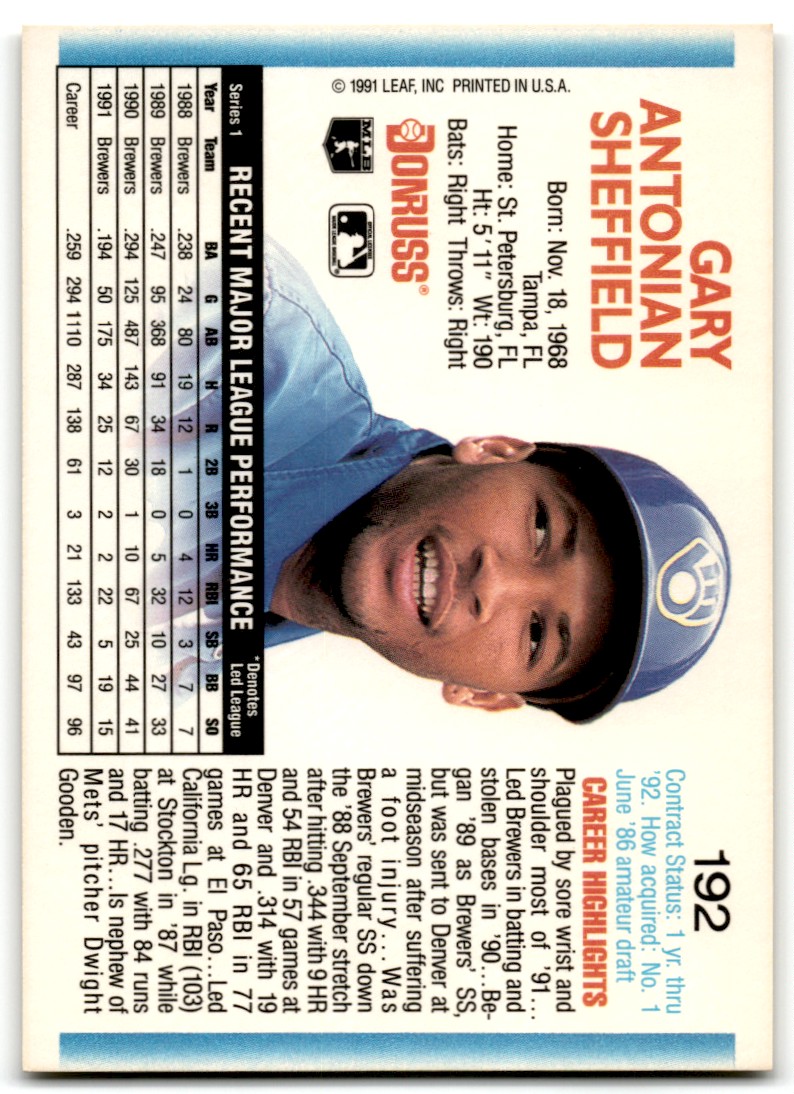 GARY
ANTONIAN
SHEFFIELD
Born: Nov. 18, 1968
Tampa, FL
Home: St. Petersburg, FL
Ht: 5' 11" Wt: 190
Bats: Right Throws: Right
DONRUSS®
© 1991 LEAF, INC PRINTED IN U.S.A.
192
Contract Status: 1 yr. thru
'92. How acquired: No. 1
June '86 amateur draft
CAREER HIGHLIGHTS
Plagued by sore wrist and
shoulder most of '91...
Led Brewers in batting and
stolen bases in '90...Be-
gan '89 as Brewers' SS,
but was sent to Denver at
midseason after suffering
a foot injury...Was
Brewers' regular SS down
the '88 September stretch
after hitting .344 with 9 HR
and 54 RBI in 57 games at
Denver and .314 with 19
HR and 65 RBI in 77
games at El Paso...Led
California Lg. in RBI (103)
at Stockton in '87 while
batting .277 with 84 runs
and 17 HR...Is nephew of
Mets' pitcher Dwight
Gooden.
Series 1 RECENT MAJOR LEAGUE PERFORMANCE *Denotes
Led League
Year Team BA G AB H R 2B 3B HR RBI SB BB SO
1988 Brewers .238 24 80 19 12 1 0 4 12 3 7 7
1989 Brewers .247 95 368 91 34 18 0 5 32 10 27 33
1990 Brewers .294 125 487 143 67 30 1 10 67 25 44 41
1991 Brewers .194 50 175 34 25 12 2 2 22 5 19 15
Career .259 294 1110 287 138 61 3 21 133 43 97 96